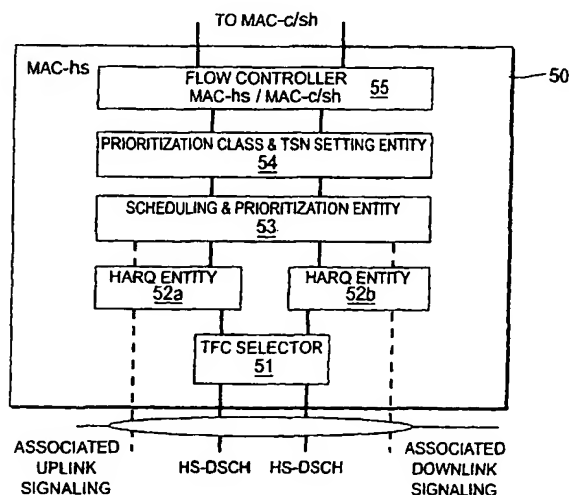 TO MAC-c/sh
MAC-hs
50
FLOW CONTROLLER
MAC-hs / MAC-c/sh 55
PRIORITIZATION CLASS & TSN SETTING ENTITY
54
SCHEDULING & PRIORITIZATION ENTITY
53
HARQ ENTITY
52a
HARQ ENTITY
52b
TFC SELECTOR
51
ASSOCIATED
UPLINK
SIGNALING
HS-DSCH
HS-DSCH
ASSOCIATED
DOWNLINK
SIGNALING